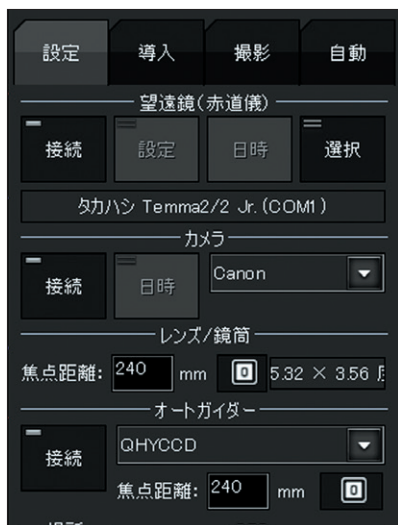 設定 導入 撮影 自動
望遠鏡(赤道儀)
接続 設定 日時 選択
タカハシ Temma2/2 Jr.(COM1)
カメラ
接続 日時 Canon
レンズ/鏡筒
焦点距離: 240 mm 5.32 × 3.56 度
オートガイダー
接続 QHYCCD
焦点距離: 240 mm